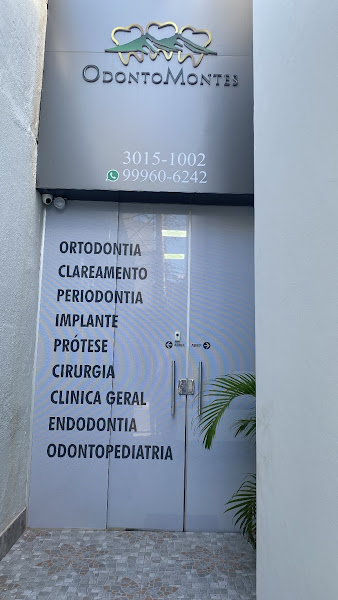 ODONTOMONTES
3015-1002
99960-6242
ORTODONTIA
CLAREAMENTO
PERIODONTIA
IMPLANTE
PRÓTESE
CIRURGIA
CLINICA GERAL
ENDODONTIA
ODONTOPEDIATRIA